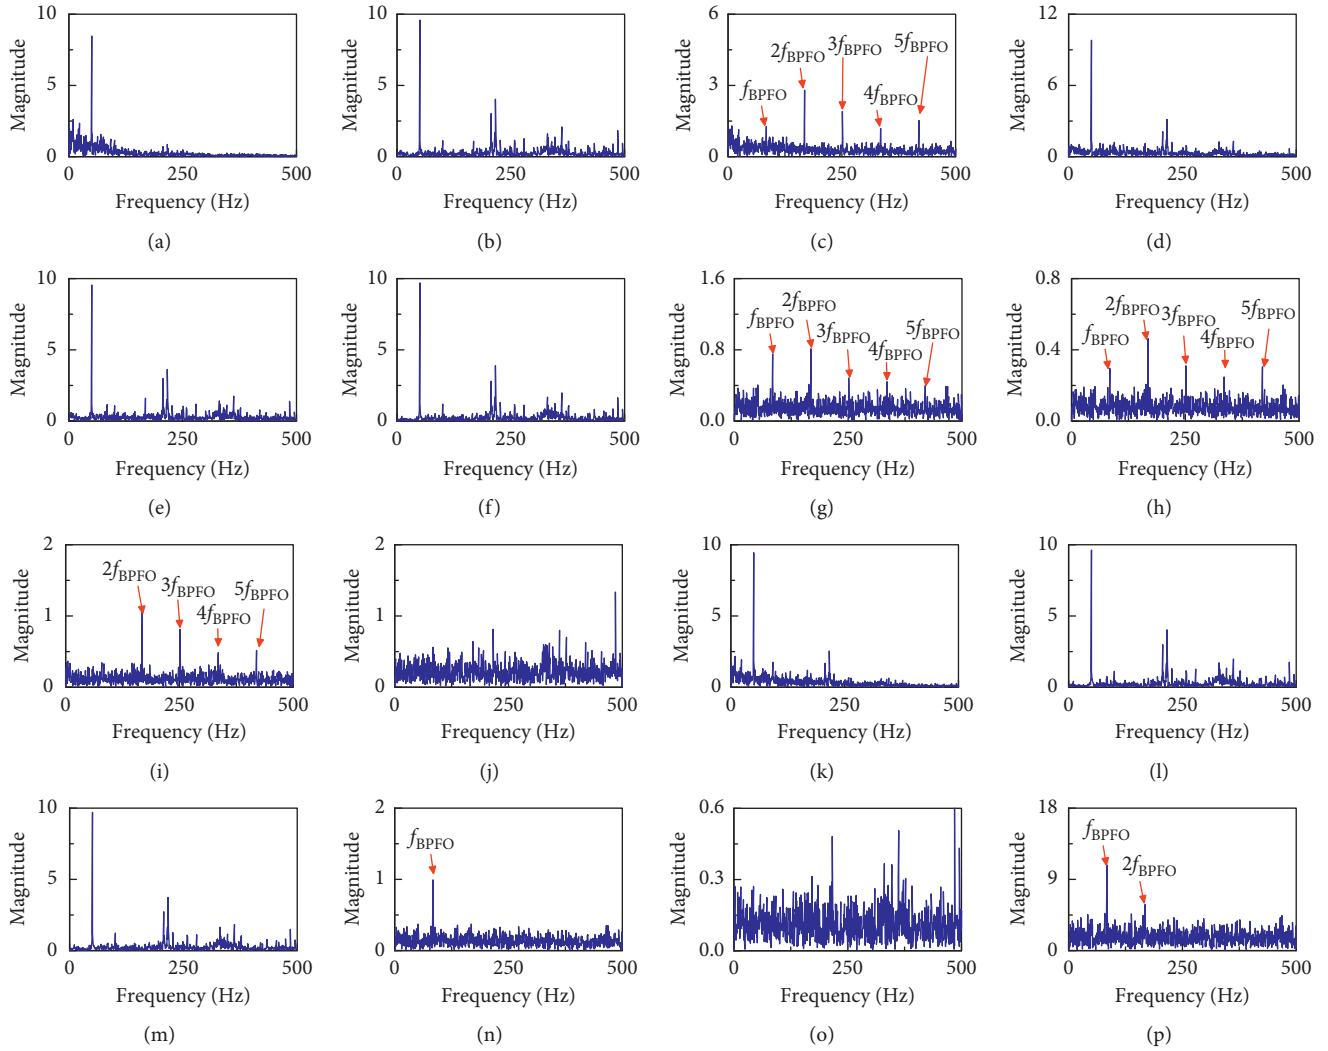 10 10 6 12
Magnitude Magnitude Magnitude Magnitude
5 5 3 6
0 0 0 0
fBPFO 2fBPFO 3fBPFO 4fBPFO 5fBPFO
0 250 500 0 250 500 0 250 500 0 250 500
Frequency (Hz) Frequency (Hz) Frequency (Hz) Frequency (Hz)
(a) (b) (c) (d)
10 10 1.6 0.8
Magnitude Magnitude Magnitude Magnitude
5 5 0.8 0.4
0 0 0.0 0.0
fBPFO 2fBPFO 3fBPFO 4fBPFO 5fBPFO
fBPFO 2fBPFO 3fBPFO 4fBPFO 5fBPFO
0 250 500 0 250 500 0 250 500 0 250 500
Frequency (Hz) Frequency (Hz) Frequency (Hz) Frequency (Hz)
(e) (f) (g) (h)
2 2 10 10
Magnitude Magnitude Magnitude Magnitude
1 1 5 5
0 0 0 0
2fBPFO 3fBPFO 4fBPFO 5fBPFO
0 250 500 0 250 500 0 250 500 0 250 500
Frequency (Hz) Frequency (Hz) Frequency (Hz) Frequency (Hz)
(i) (j) (k) (l)
10 2 0.6 18
Magnitude Magnitude Magnitude Magnitude
5 1 0.3 9
0 0 0.0 0
fBPFO
fBPFO 2fBPFO
0 250 500 0 250 500 0 250 500 0 250 500
Frequency (Hz) Frequency (Hz) Frequency (Hz) Frequency (Hz)
(m) (n) (o) (p)